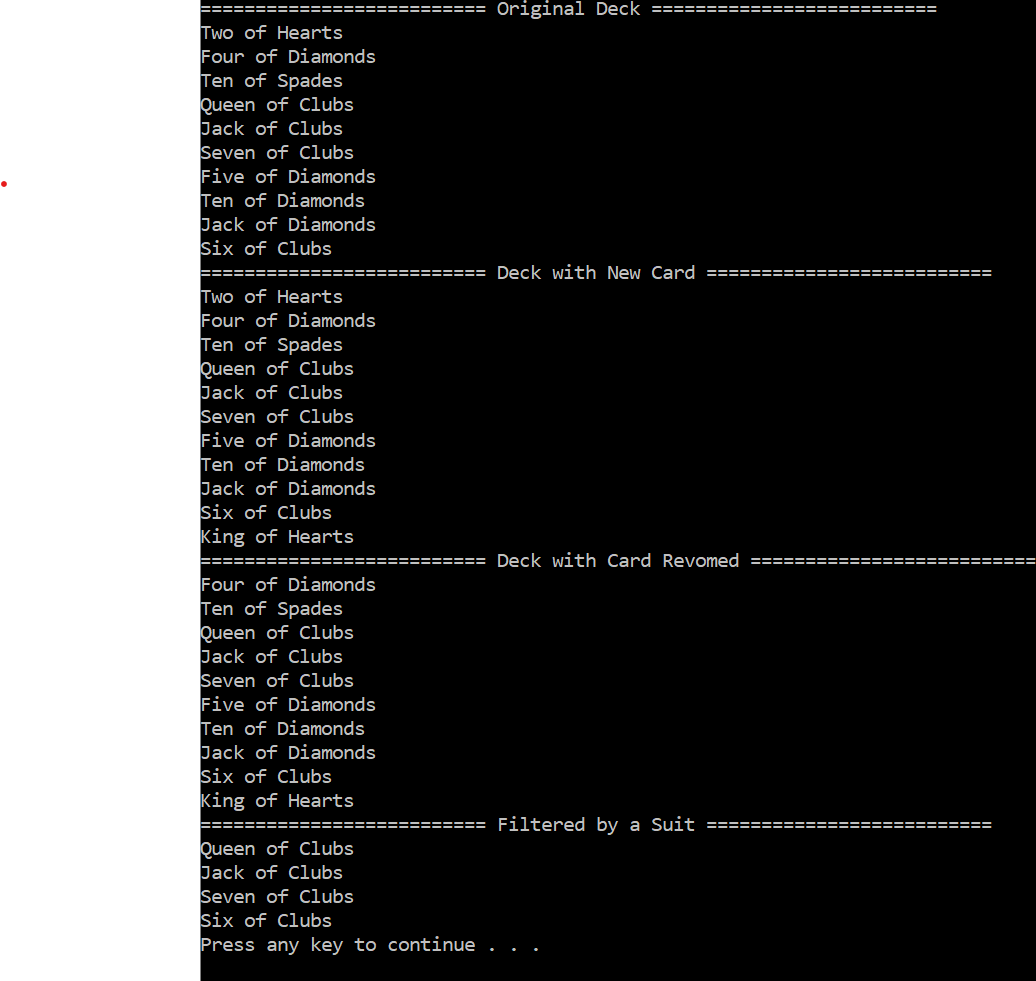 ========================== Original Deck ==========================
Two of Hearts
Four of Diamonds
Ten of Spades
Queen of Clubs
Jack of Clubs
Seven of Clubs
Five of Diamonds
Ten of Diamonds
Jack of Diamonds
Six of Clubs
========================== Deck with New Card ==========================
Two of Hearts
Four of Diamonds
Ten of Spades
Queen of Clubs
Jack of Clubs
Seven of Clubs
Five of Diamonds
Ten of Diamonds
Jack of Diamonds
Six of Clubs
King of Hearts
========================== Deck with Card Revomed ==========================
Four of Diamonds
Ten of Spades
Queen of Clubs
Jack of Clubs
Seven of Clubs
Five of Diamonds
Ten of Diamonds
Jack of Diamonds
Six of Clubs
King of Hearts
========================== Filtered by a Suit ==========================
Queen of Clubs
Jack of Clubs
Seven of Clubs
Six of Clubs
Press any key to continue . . .